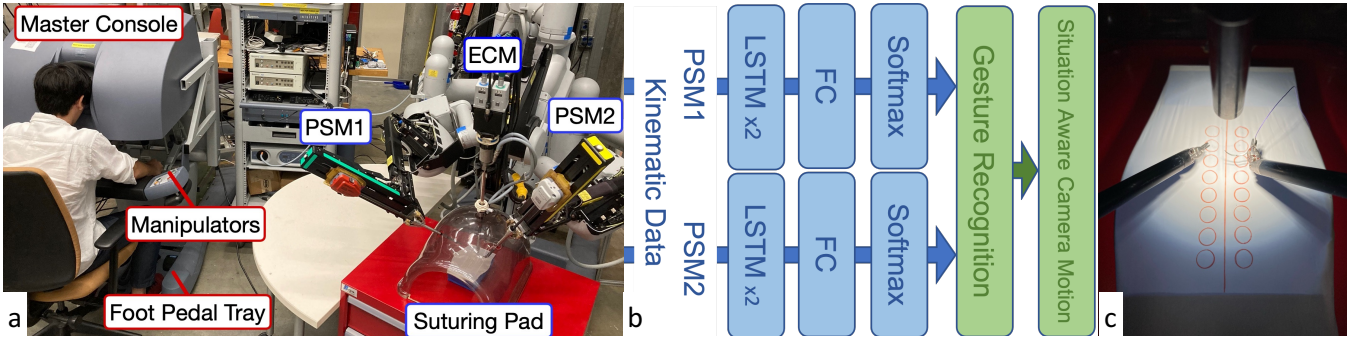 Master Console
ECM
PSM1
PSM2
Manipulators
Foot Pedal Tray
Suturing Pad
a
Kinematic Data
PSM1
LSTM x2
FC
Softmax
PSM2
LSTM x2
FC
Softmax
Gesture Recognition
Situation Aware Camera Motion
b
c